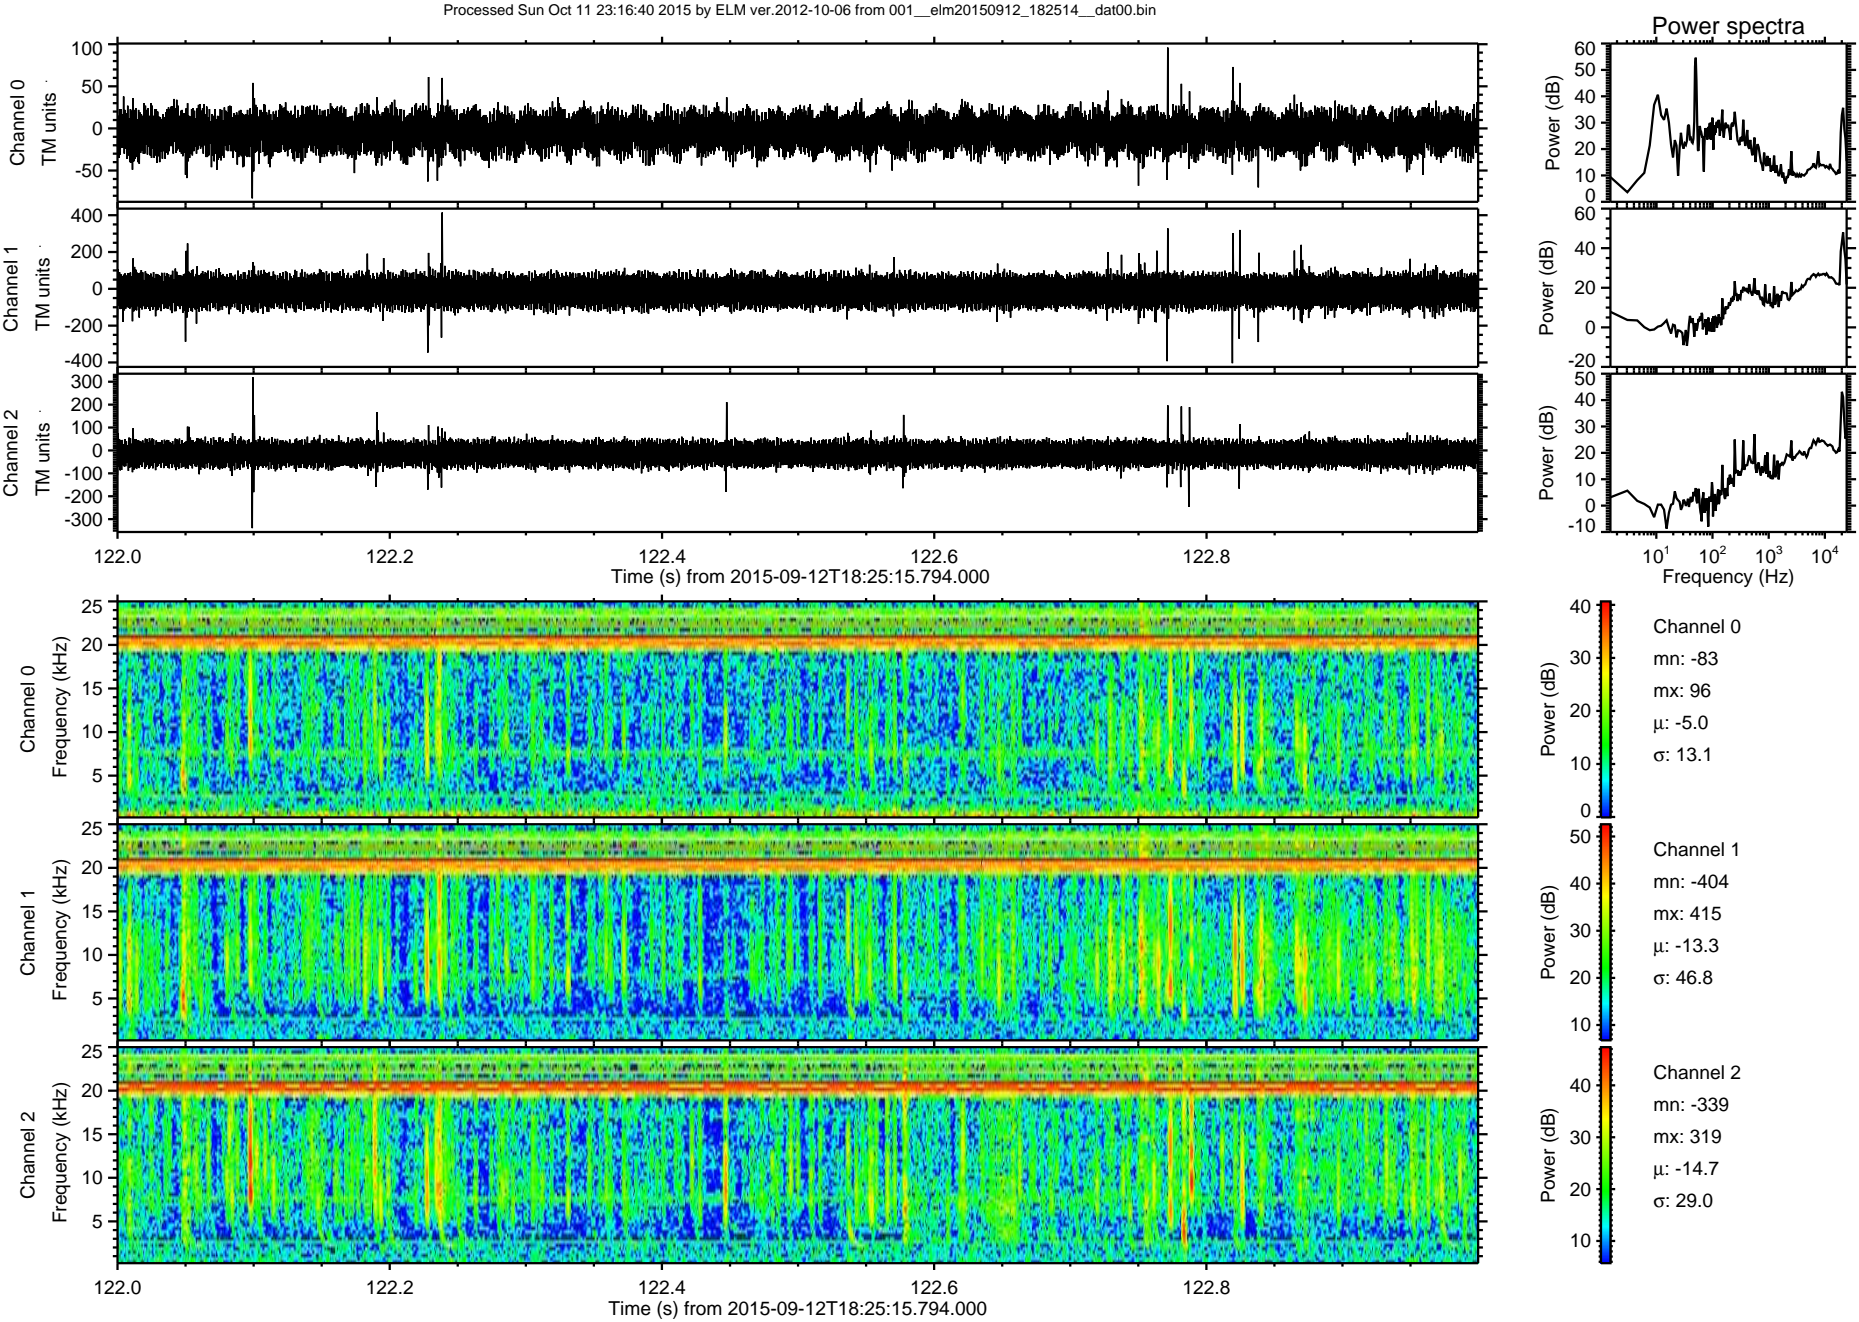 Processed Sun Oct 11 23:16:40 2015 by ELM ver.2012-10-06 from 001__elm20150912_182514__dat00.bin
Power spectra
Channel 0
TM units
100
50
0
-50
Power (dB)
60
50
40
30
20
10
0
Channel 1
TM units
400
200
0
-200
-400
Power (dB)
60
40
20
0
-20
Channel 2
TM units
300
200
100
0
-100
-200
-300
Power (dB)
50
40
30
20
10
0
-10
122.0 122.2 122.4 122.6 122.8
Time (s) from 2015-09-12T18:25:15.794.000
10¹ 10² 10³ 10⁴
Frequency (Hz)
Channel 0
Frequency (kHz)
25
20
15
10
5
Power (dB)
40
30
20
10
0
Channel 0
mn: -83
mx: 96
μ: -5.0
σ: 13.1
Channel 1
Frequency (kHz)
25
20
15
10
5
Power (dB)
50
40
30
20
10
Channel 1
mn: -404
mx: 415
μ: -13.3
σ: 46.8
Channel 2
Frequency (kHz)
25
20
15
10
5
Power (dB)
40
30
20
10
Channel 2
mn: -339
mx: 319
μ: -14.7
σ: 29.0
122.0 122.2 122.4 122.6 122.8
Time (s) from 2015-09-12T18:25:15.794.000